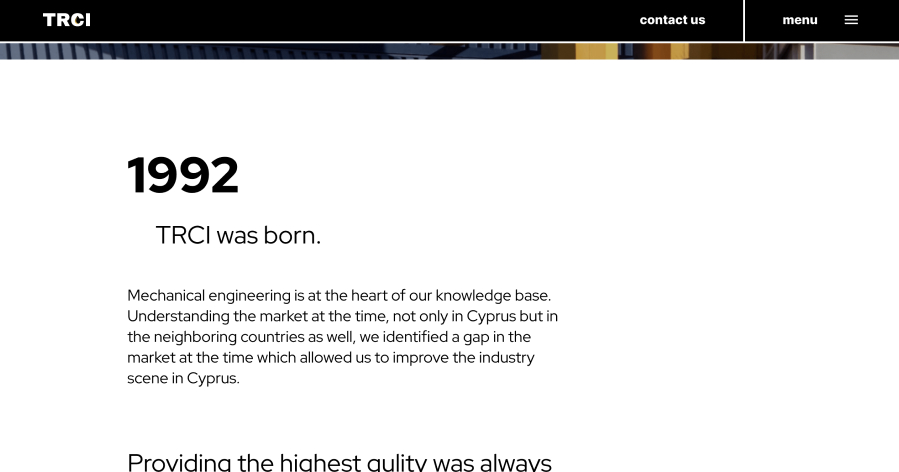 TRCI
contact us
menu
1992
TRCI was born.
Mechanical engineering is at the heart of our knowledge base.
Understanding the market at the time, not only in Cyprus but in
the neighboring countries as well, we identified a gap in the
market at the time which allowed us to improve the industry
scene in Cyprus.
Providing the highest qulity was always